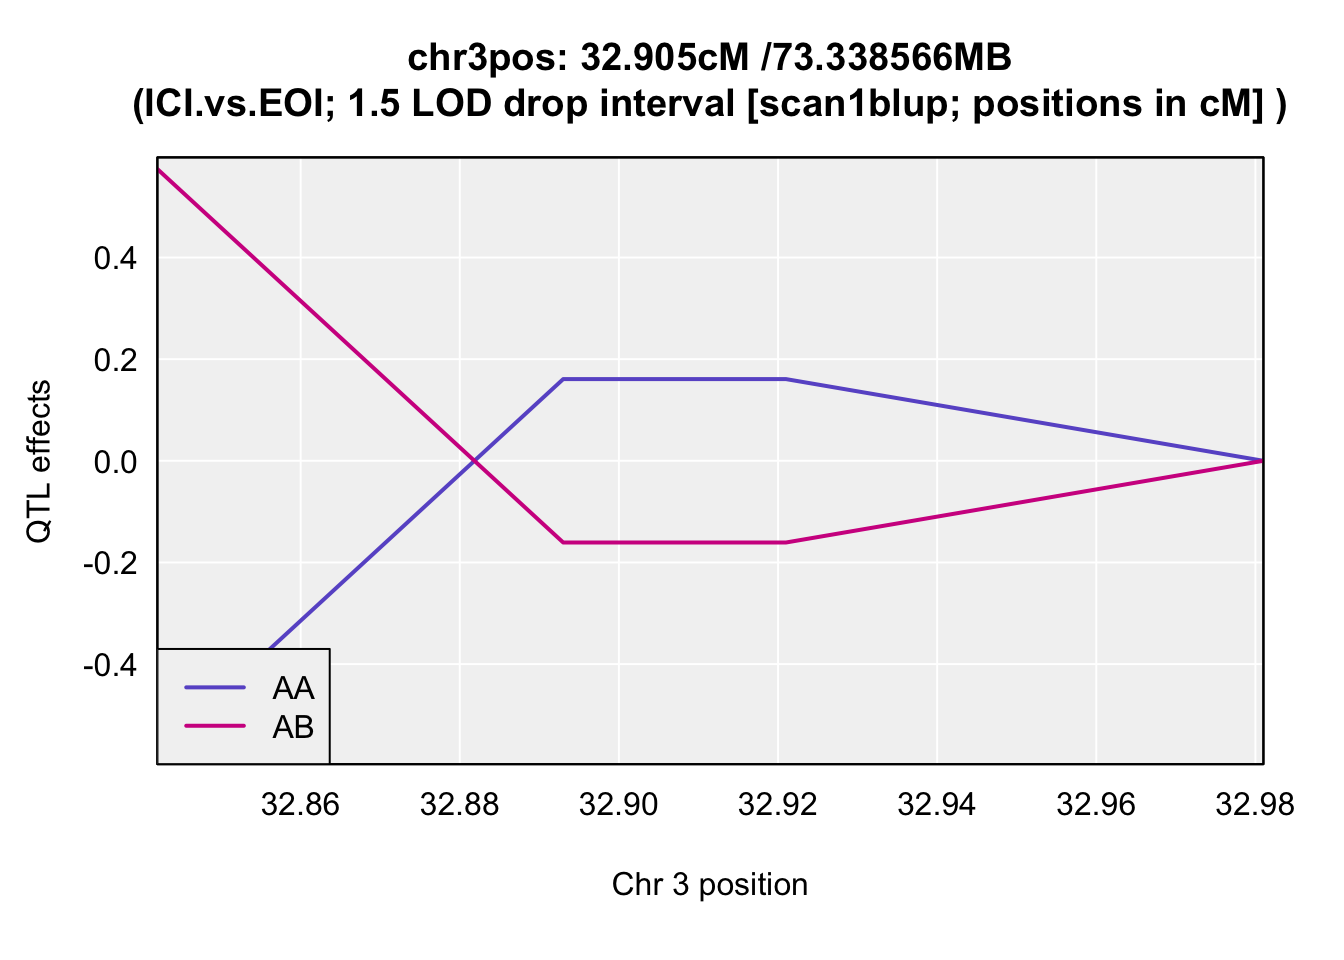 chr3pos: 32.905cM /73.338566MB
(ICI.vs.EOI; 1.5 LOD drop interval [scan1blup; positions in cM] )
QTL effects
0.4
0.2
0.0
-0.2
-0.4
AA
AB
32.86 32.88 32.90 32.92 32.94 32.96 32.98
Chr 3 position